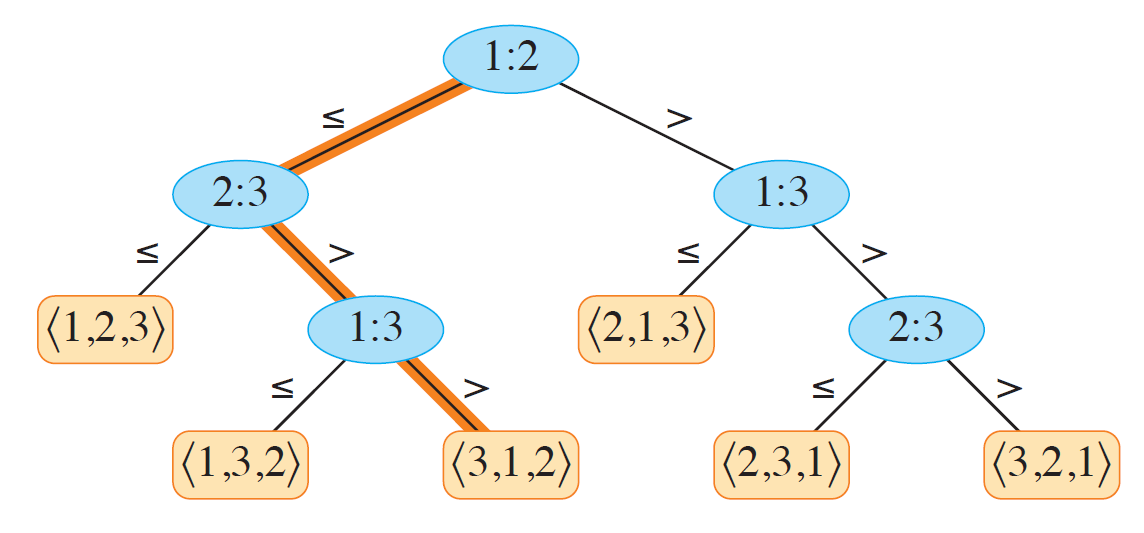 1:2
≤ >
2:3 1:3
≤ > ≤ >
⟨1,2,3⟩ 1:3 ⟨2,1,3⟩ 2:3
≤ > ≤ >
⟨1,3,2⟩ ⟨3,1,2⟩ ⟨2,3,1⟩ ⟨3,2,1⟩